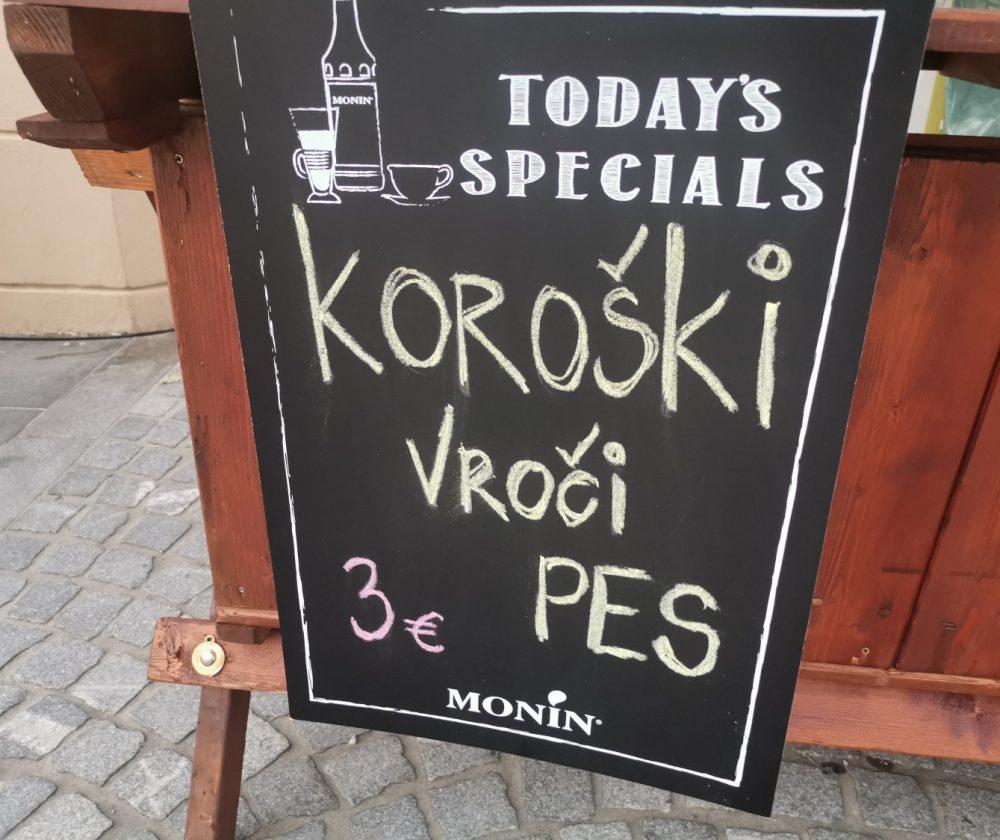 MONIN
TODAY'S
SPECIALS
KOROŠKI
VROČI
3€ PES
MONIN